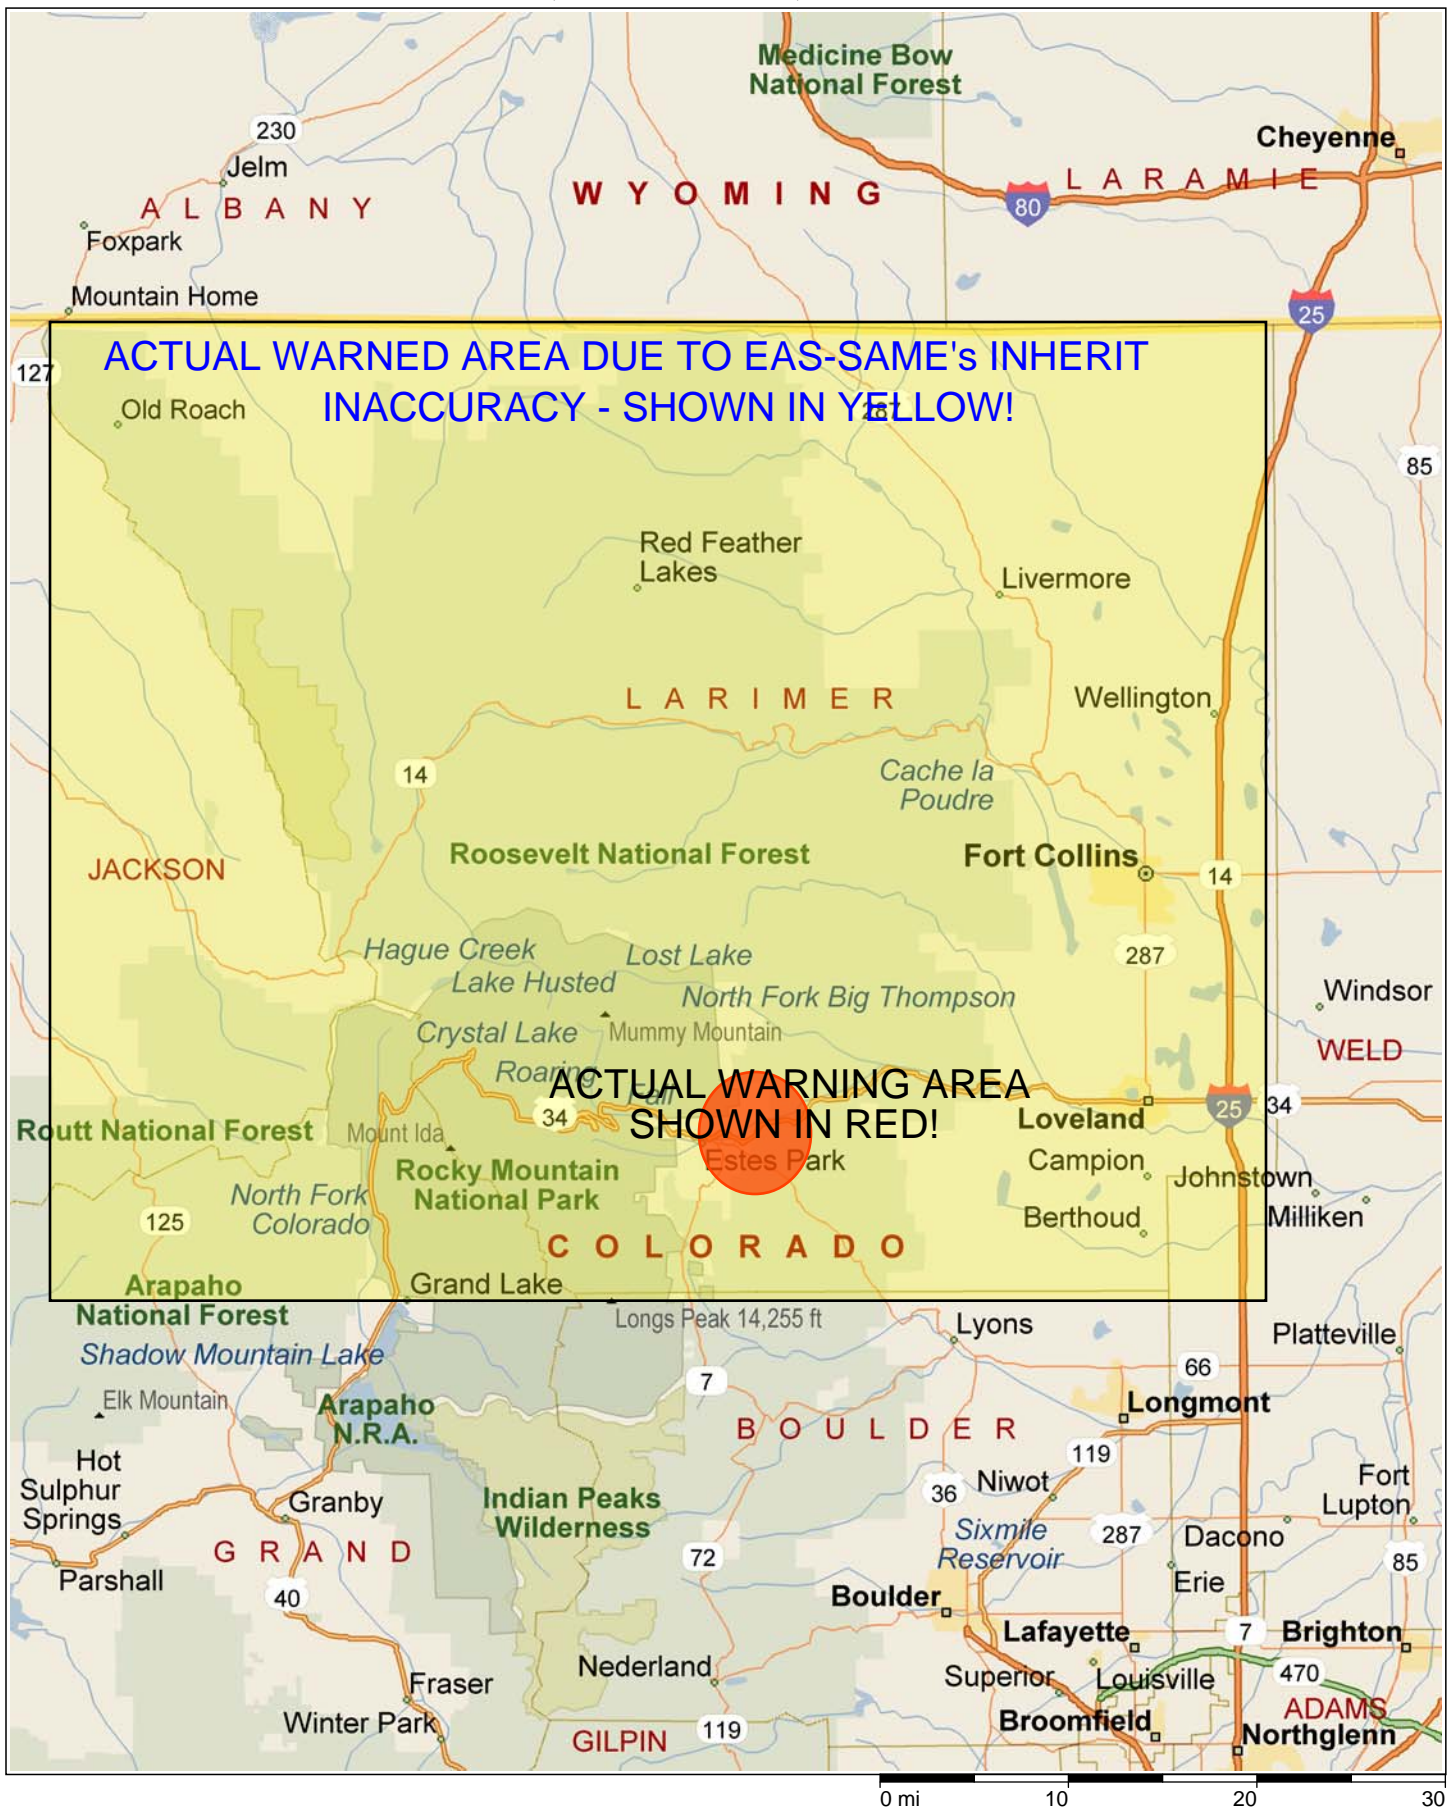 Medicine Bow
National Forest
230
Cheyenne
Jelm
L A R A M I E
W Y O M I N G
80
A L B A N Y
Foxpark
Mountain Home
25
ACTUAL WARNED AREA DUE TO EAS-SAME's INHERIT
127
INACCURACY - SHOWN IN YELLOW!
287
Old Roach
85
Red Feather
Lakes
Livermore
L A R I M E R
Wellington
14
Cache la
Poudre
Roosevelt National Forest
Fort Collins
JACKSON
14
Hague Creek
Lost Lake
287
Lake Husted
North Fork Big Thompson
Windsor
Crystal Lake
Mummy Mountain
WELD
Roaring
Fall
ACTUAL WARNING AREA
SHOWN IN RED!
34
Loveland
25
34
Routt National Forest
Mount Ida
Estes Park
Campion
Rocky Mountain
National Park
Johnstown
North Fork
Colorado
125
Berthoud
Milliken
C O L O R A D O
Arapaho
National Forest
Grand Lake
Longs Peak 14,255 ft
Lyons
Platteville
Shadow Mountain Lake
66
7
Elk Mountain
Arapaho
N.R.A.
Longmont
B O U L D E R
119
Hot
Sulphur
Springs
Niwot
36
Fort
Lupton
Granby
Indian Peaks
Wilderness
Sixmile
Reservoir
287
Dacono
G R A N D
72
85
Parshall
Erie
40
Boulder
Lafayette
7
Brighton
Nederland
Superior
Louisville
470
Fraser
ADAMS
Winter Park
Broomfield
GILPIN
119
Northglenn
0 mi 10 20 30